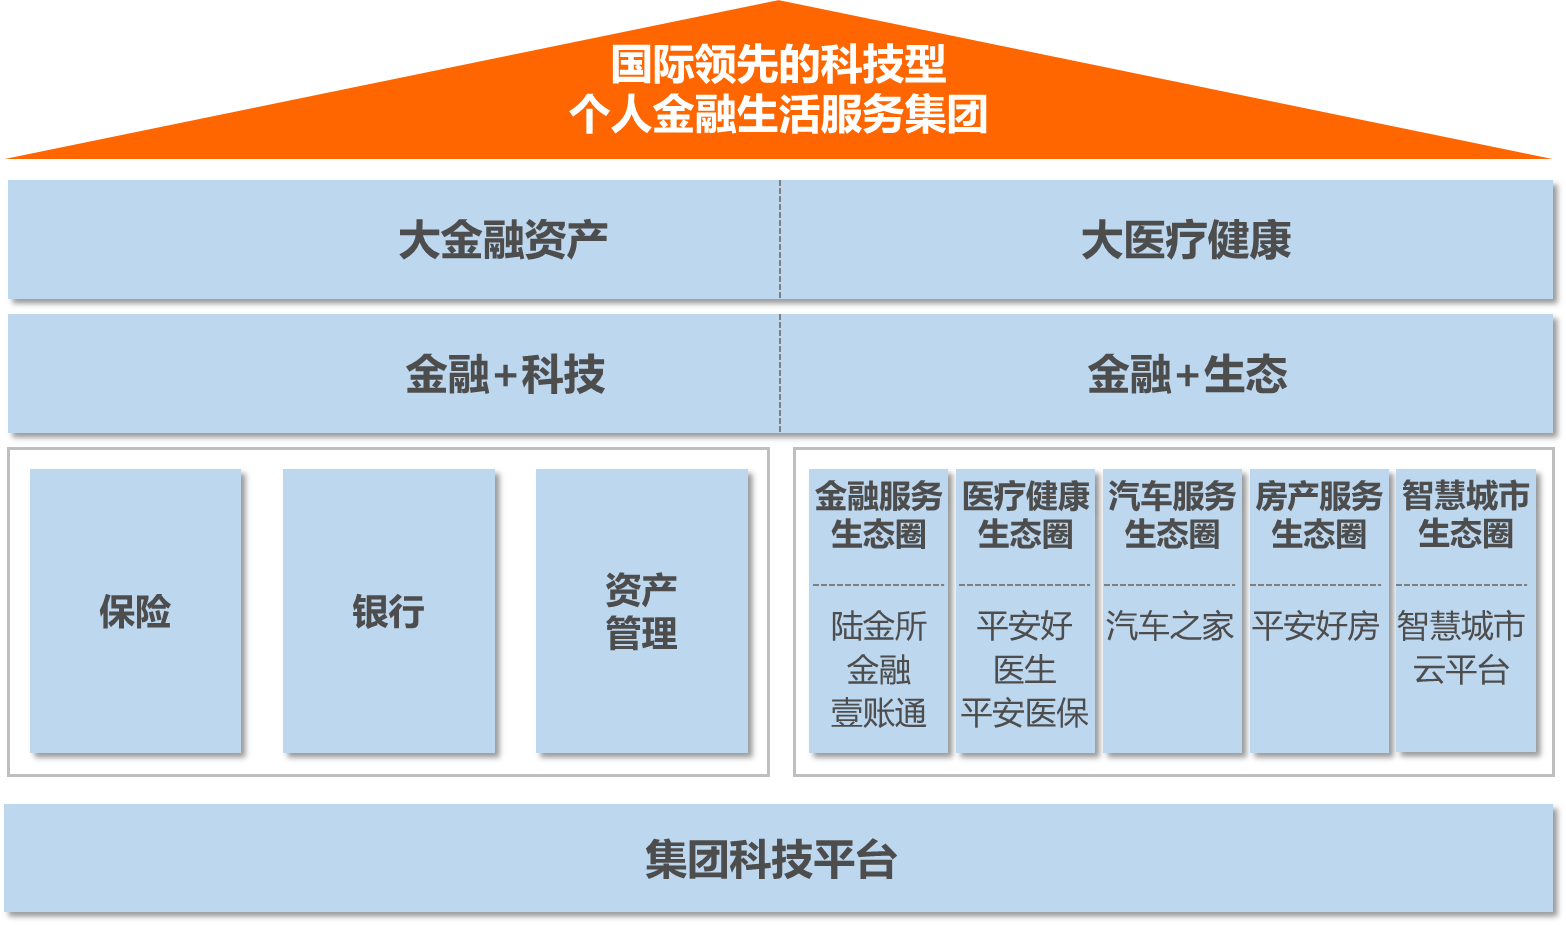 国际领先的科技型
个人金融生活服务集团
大金融资产
大医疗健康
金融+科技
金融+生态
保险
银行
资产
管理
金融服务
生态圈
陆金所
金融
壹账通
医疗健康
生态圈
平安好
医生
平安医保
汽车服务
生态圈
汽车之家
房产服务
生态圈
平安好房
智慧城市
生态圈
智慧城市
云平台
集团科技平台